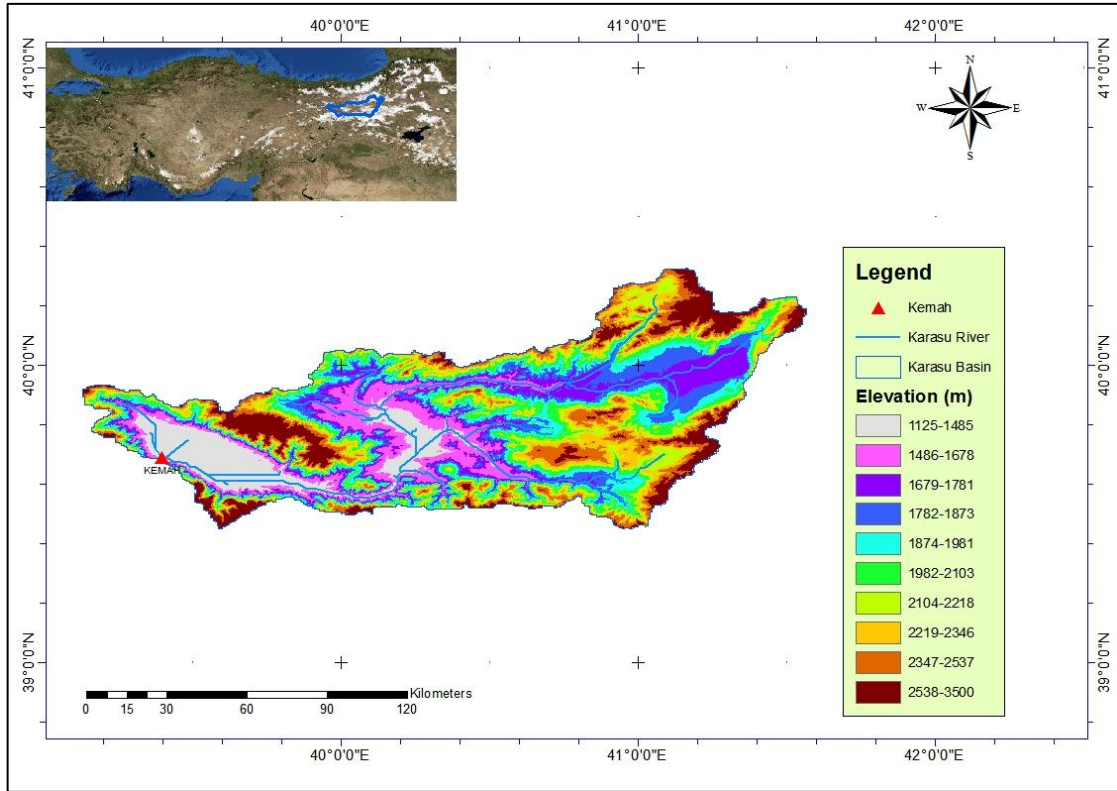 40°0'0"E
41°0'0"E
42°0'0"E
41°0'0"N
41°0'0"N
N
W
E
S
Legend
Kemah
Karasu River
Karasu Basin
Elevation (m)
1125-1485
1486-1678
1679-1781
1782-1873
1874-1981
1982-2103
2104-2218
2219-2346
2347-2537
2538-3500
40°0'0"N
40°0'0"N
KEMAH
39°0'0"N
39°0'0"N
Kilometers
0 15 30 60 90 120
40°0'0"E
41°0'0"E
42°0'0"E